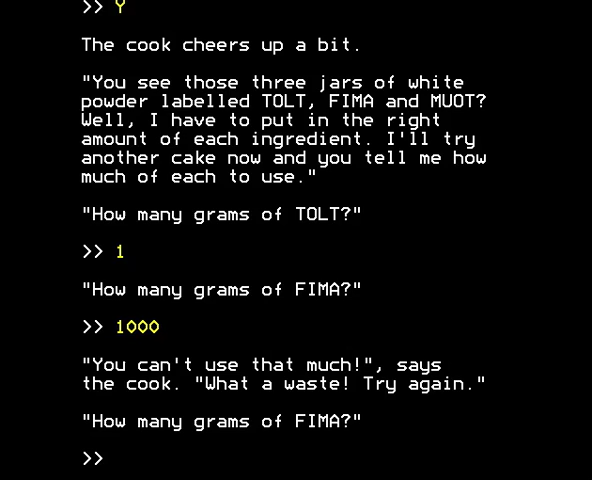 >> Y
The cook cheers up a bit.
"You see those three jars of white
powder labelled TOLT, FIMA and MUOT?
Well, I have to put in the right
amount of each ingredient. I'll try
another cake now and you tell me how
much of each to use."
"How many grams of TOLT?"
>> 1
"How many grams of FIMA?"
>> 1000
"You can't use that much!", says
the cook. "What a waste! Try again."
"How many grams of FIMA?"
>>